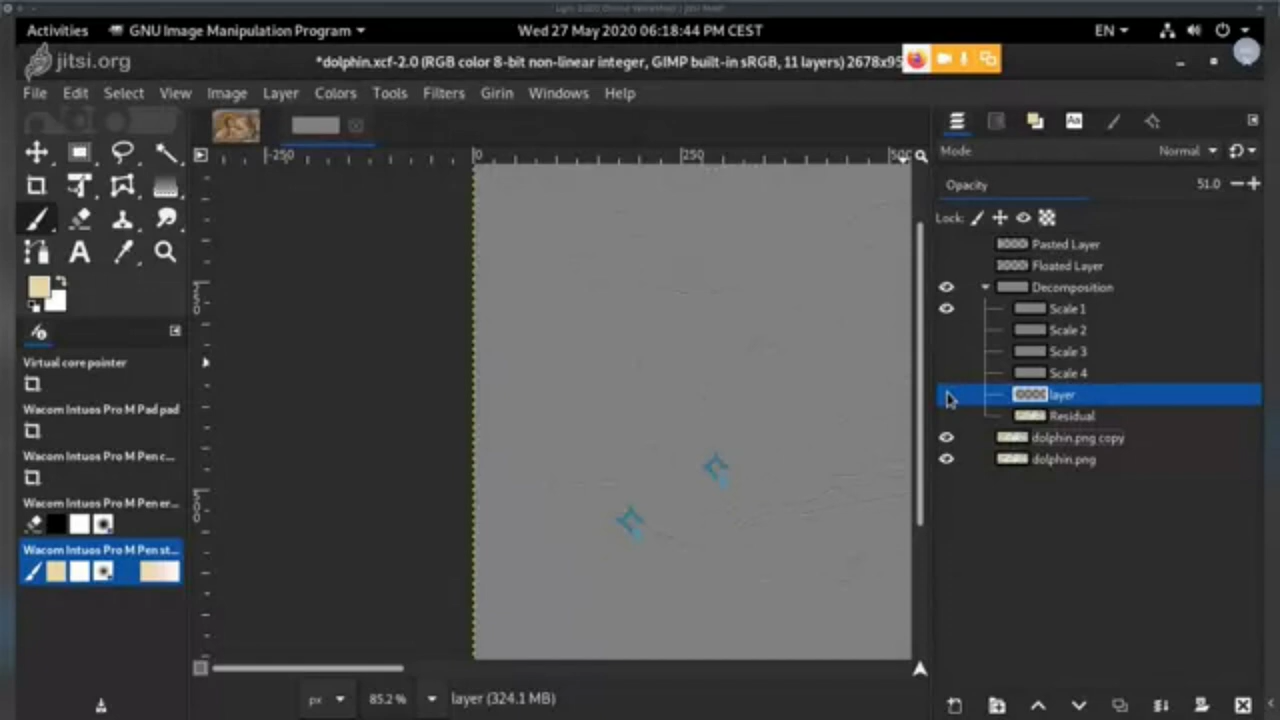 Activities GNU Image Manipulation Program Wed 27 May 2020 06:18:44 PM CEST EN
jitsi.org
*dolphin.xcf-2.0 (RGB color 8-bit non-linear integer, GIMP built-in sRGB, 11 layers) 2678x95
File Edit Select View Image Layer Colors Tools Filters Girin Windows Help
Aa
Mode Normal
-250 0 250 500
Opacity 51.0
Lock:
Pasted Layer
Floated Layer
Decomposition
Scale 1
Scale 2
Scale 3
Scale 4
layer
Residual
dolphin.png copy
dolphin.png
A
Virtual core pointer
Wacom Intuos Pro M Pad pad
Wacom Intuos Pro M Pen c...
Wacom Intuos Pro M Pen er...
Wacom Intuos Pro M Pen st...
px 85.2 % layer (324.1 MB)